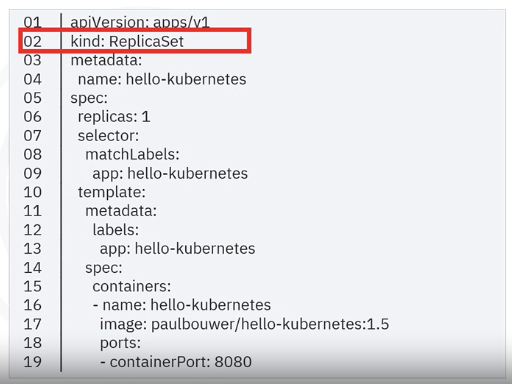 01 apiVersion: apps/v1
02 kind: ReplicaSet
03 metadata:
04 name: hello-kubernetes
05 spec:
06 replicas: 1
07 selector:
08 matchLabels:
09 app: hello-kubernetes
10 template:
11 metadata:
12 labels:
13 app: hello-kubernetes
14 spec:
15 containers:
16 - name: hello-kubernetes
17 image: paulbouwer/hello-kubernetes:1.5
18 ports:
19 - containerPort: 8080